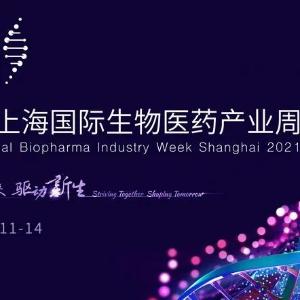 上海国际生物医药产业周
al Biopharma Industry Week Shanghai 2021
驱动新生 Striving Together Shaping Tomorrow
11-14